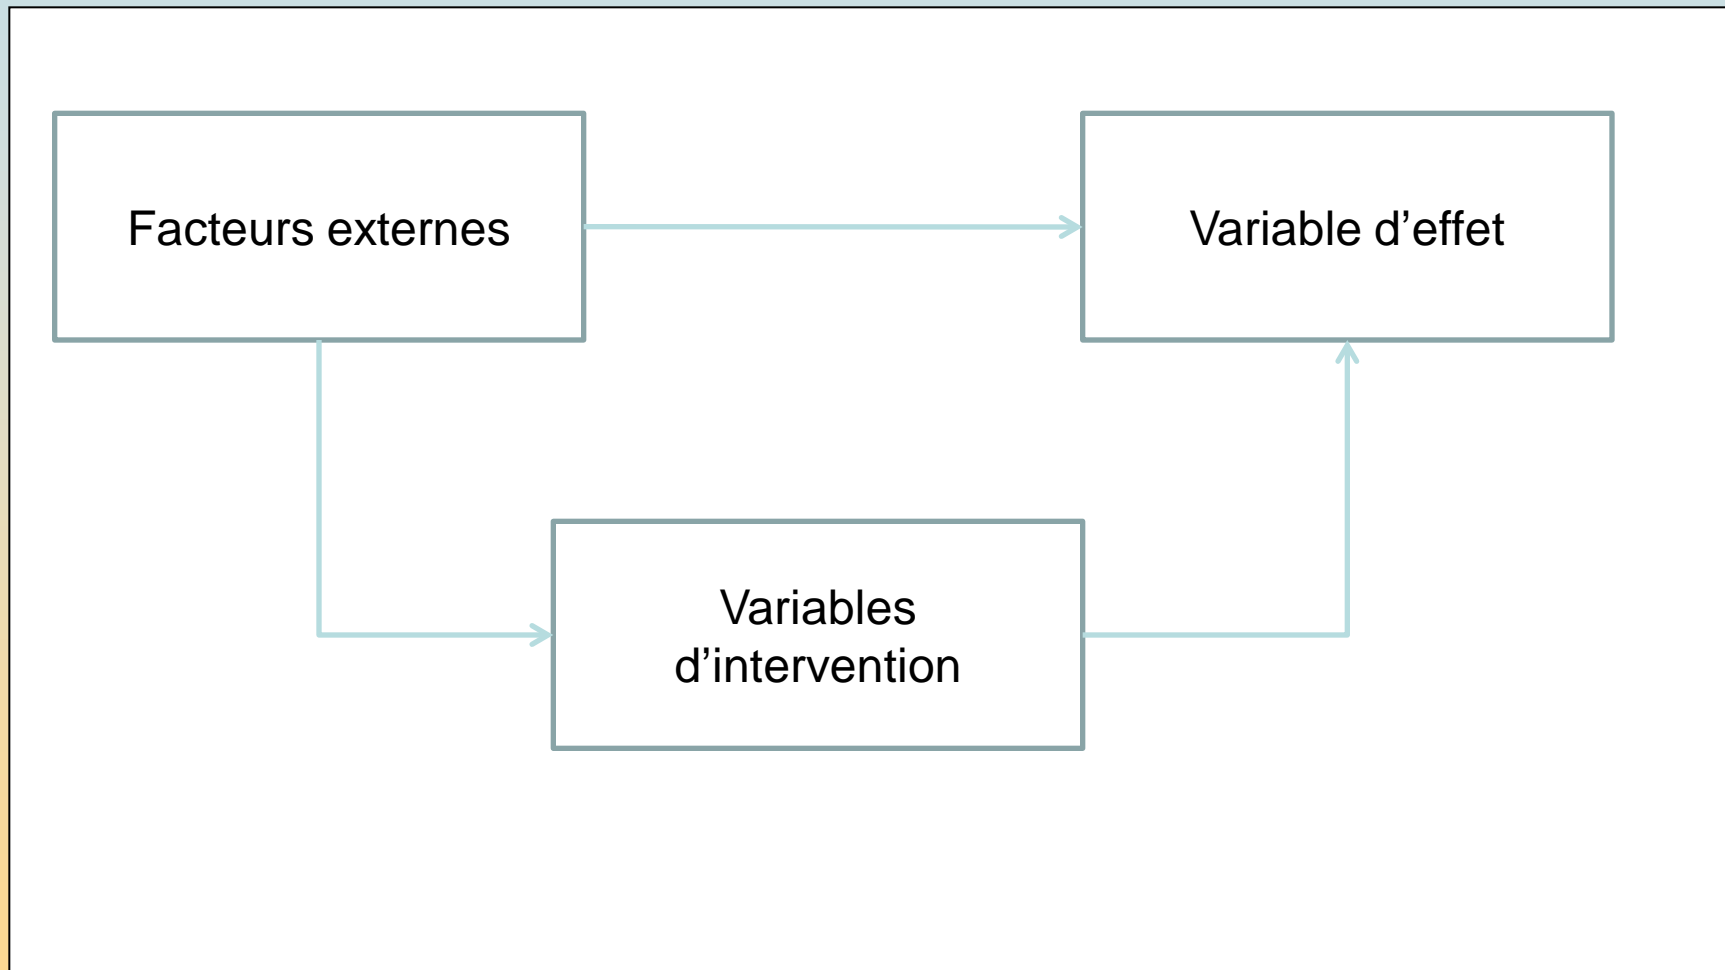 Facteurs externes
Variable d’effet
Variables
d’intervention